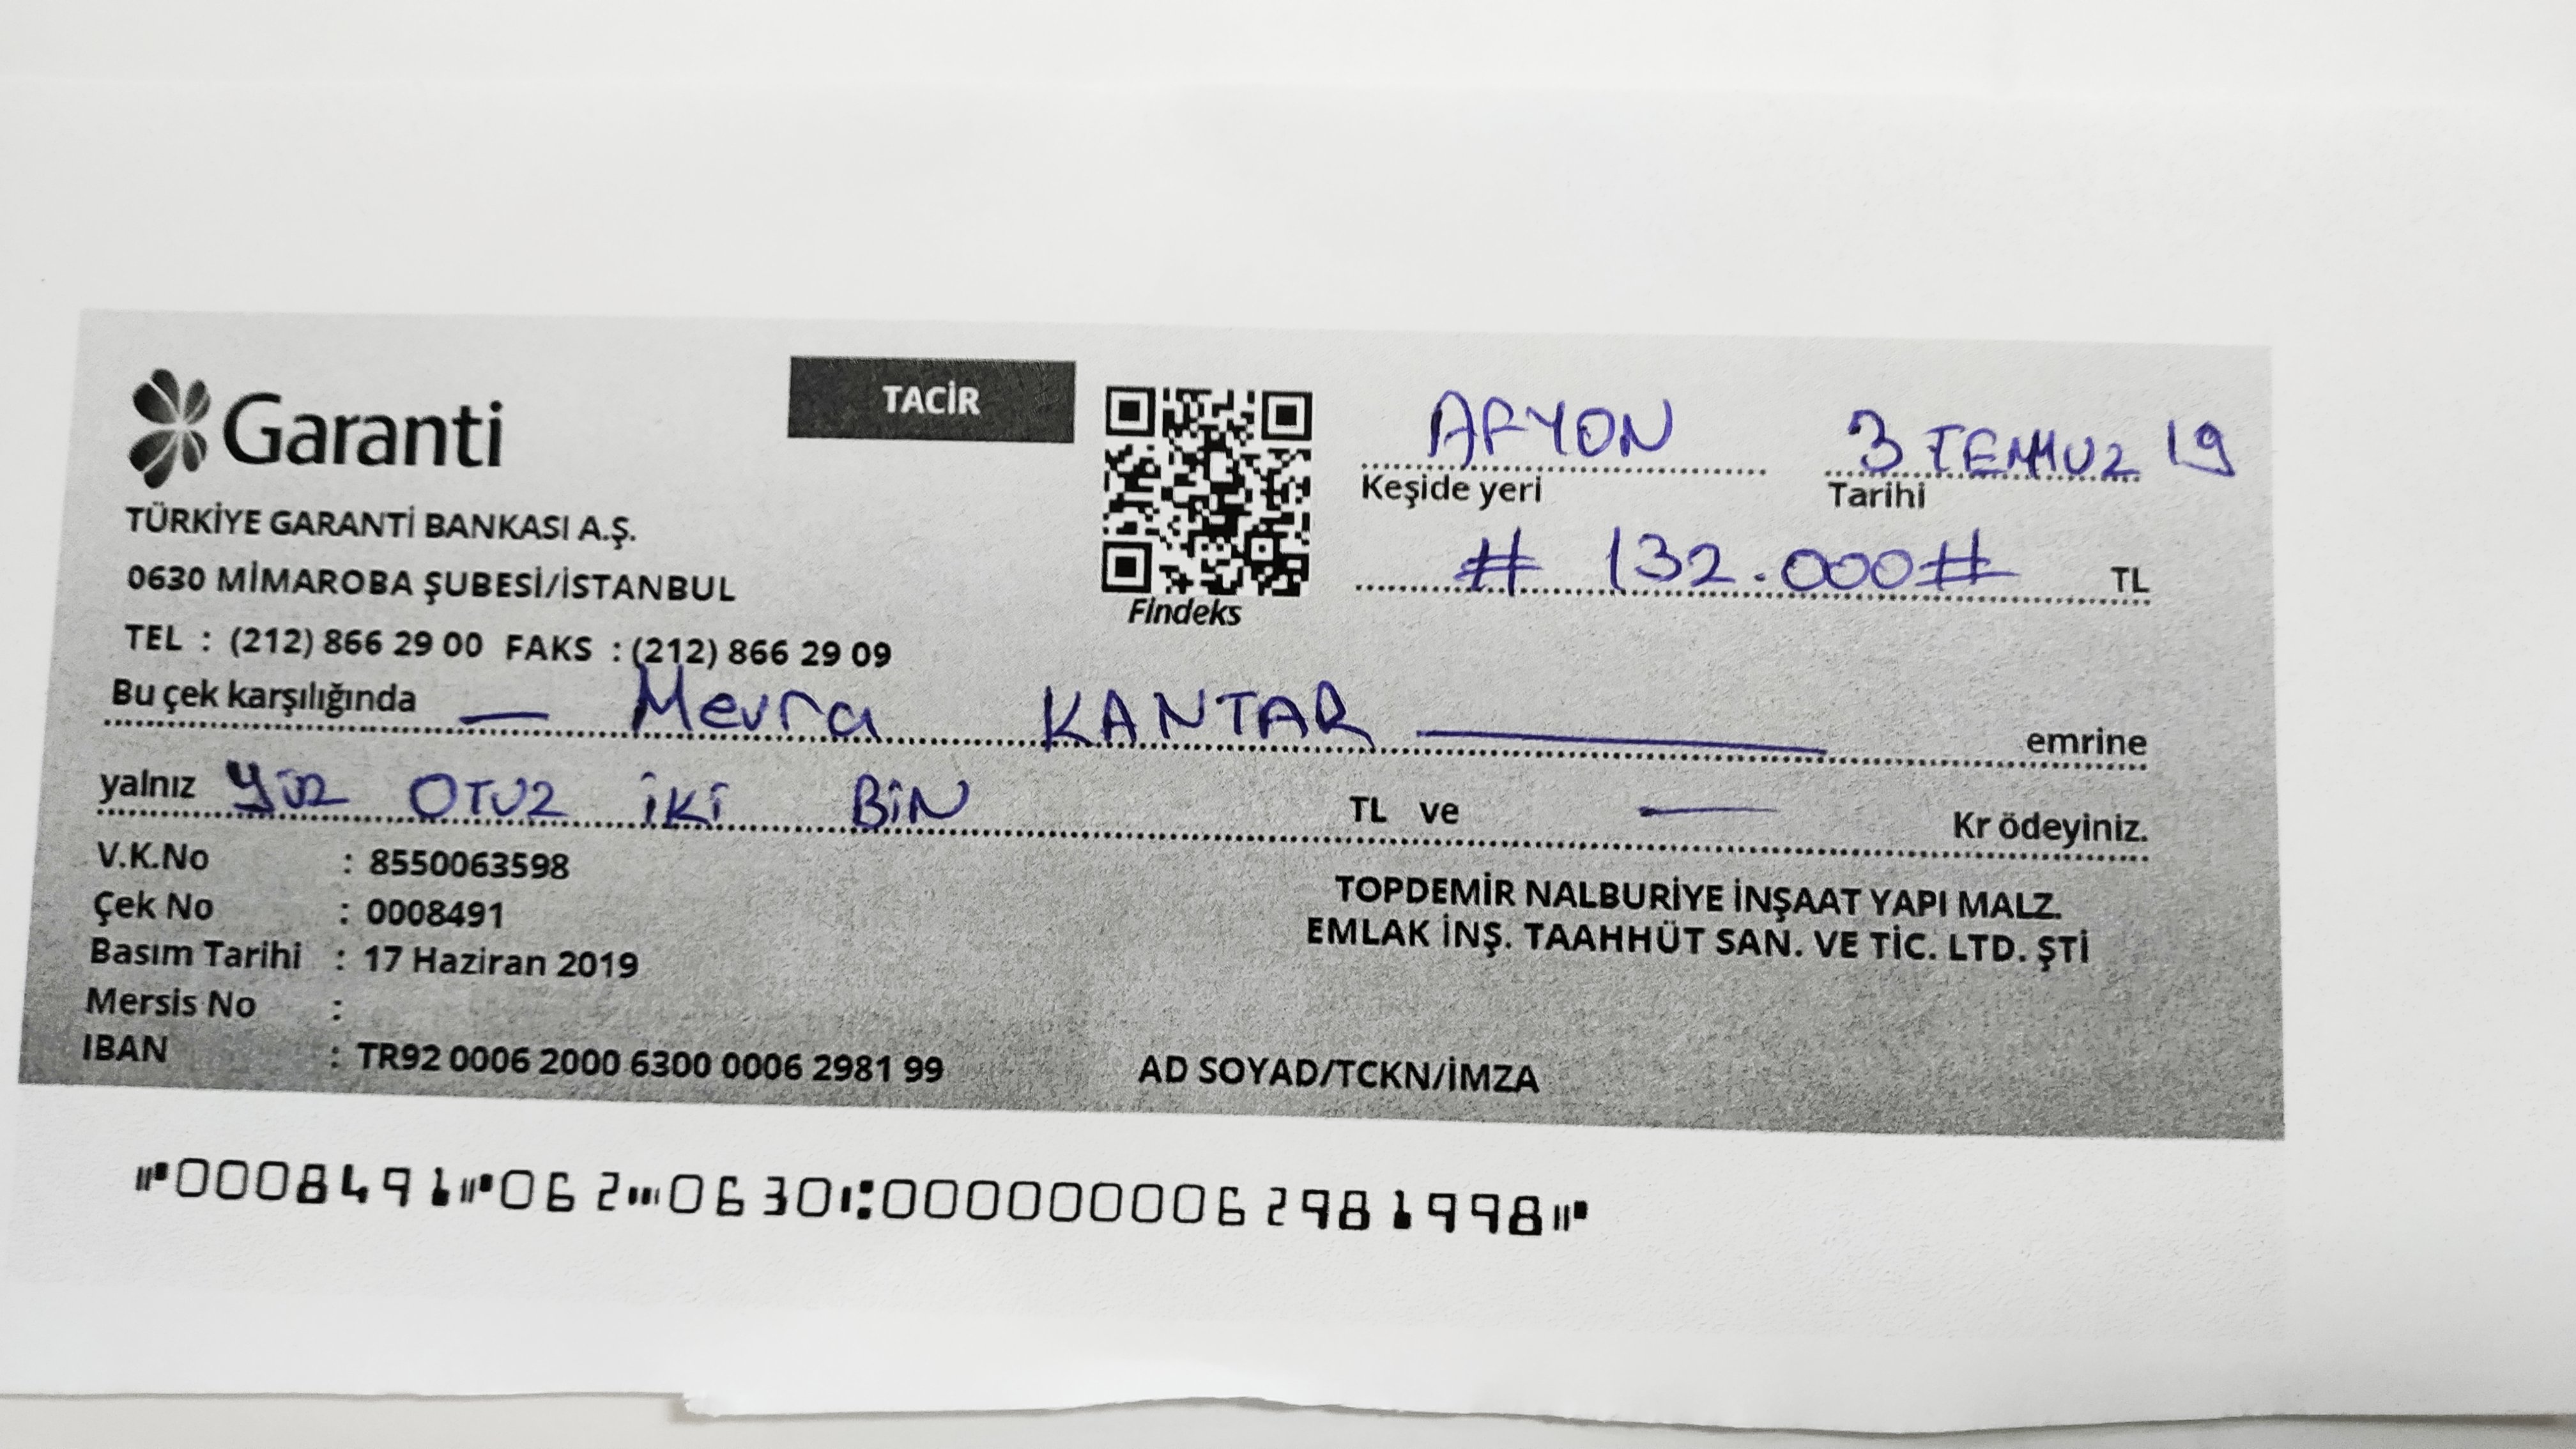 Garanti
TACİR
AFYON 3 TEMMUZ 19
Keşide yeri Tarihi
TÜRKİYE GARANTİ BANKASI A.Ş.
# 132.000# TL
0630 MİMAROBA ŞUBESİ/İSTANBUL
Findeks
TEL : (212) 866 29 00 FAKS : (212) 866 29 09
Bu çek karşılığında — Mevra KANTAR — emrine
yalnız Yüz OTUZ İKİ BİN TL ve — Kr ödeyiniz.
V.K.No : 8550063598
Çek No : 0008491
Basım Tarihi : 17 Haziran 2019
Mersis No :
IBAN : TR92 0006 2000 6300 0006 2981 99
TOPDEMİR NALBURİYE İNŞAAT YAPI MALZ.
EMLAK İNŞ. TAAHHÜT SAN. VE TİC. LTD. ŞTİ
AD SOYAD/TCKN/İMZA
⑈0008491⑈062⑉0630⑆00000000062981998⑈